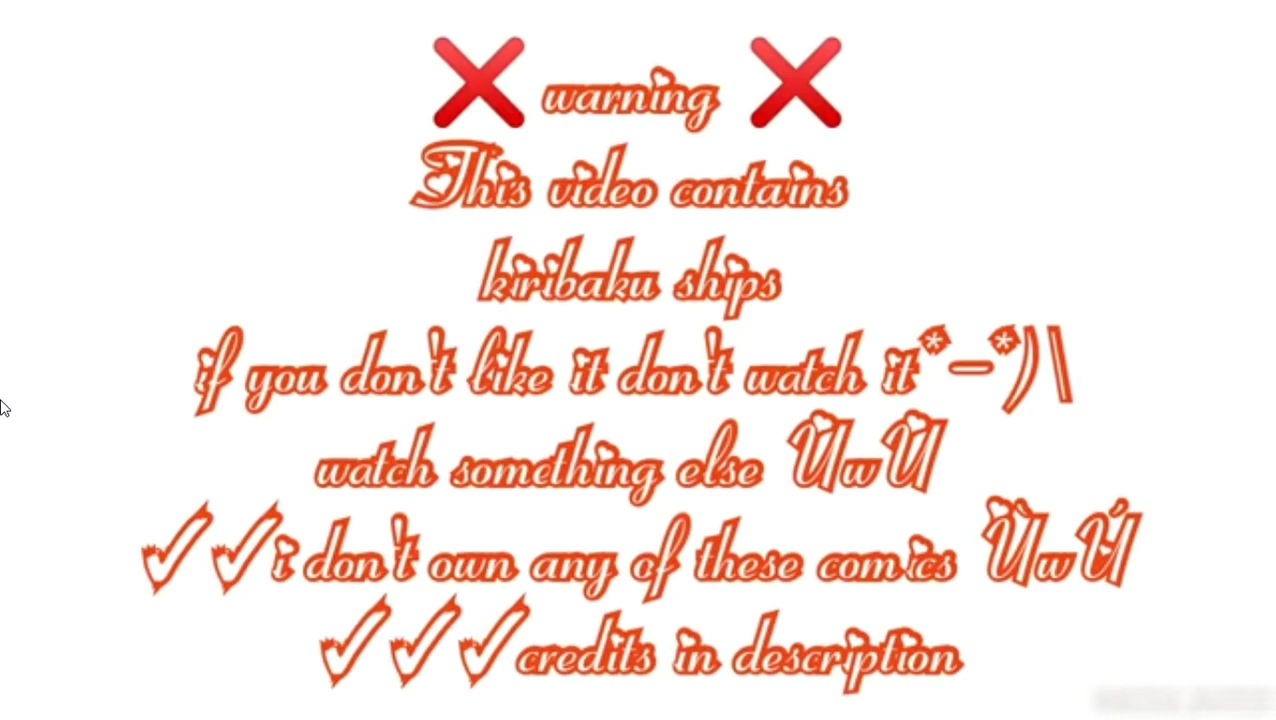 ❌ warning ❌
This video contains
kiribaku ships
if you don't like it don't watch it*-*)\
watch something else ÙwÚ
✓✓i don't own any of these comics ÙwÚ
✓✓✓credits in description